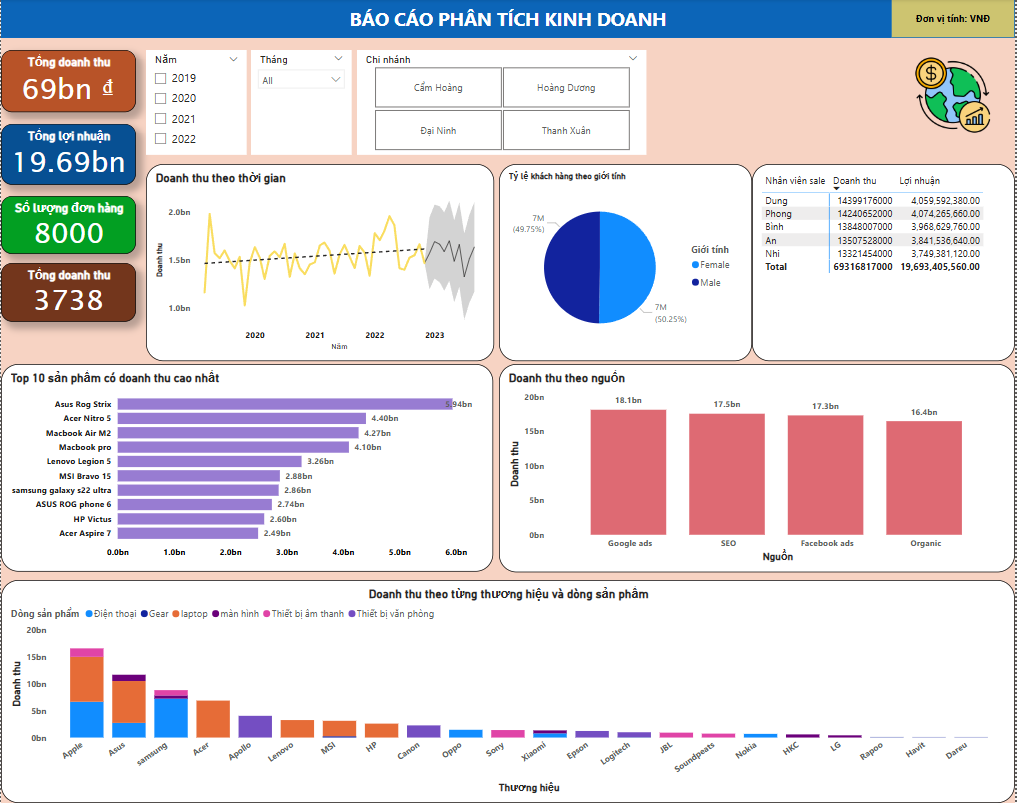 BÁO CÁO PHÂN TÍCH KINH DOANH
Đơn vị tính: VNĐ
Tổng doanh thu
69bn ₫
Tổng lợi nhuận
19.69bn
Số lượng đơn hàng
8000
Tổng doanh thu
3738
Năm
2019
2020
2021
2022
Tháng
All
Chi nhánh
Cẩm Hoàng
Hoàng Dương
Đại Ninh
Thanh Xuân
$
Doanh thu theo thời gian
Doanh thu
2.0bn
1.5bn
1.0bn
2020 2021 2022 2023
Năm
Tỷ lệ khách hàng theo giới tính
7M
(49.75%)
7M
(50.25%)
Giới tính
Female
Male
Nhân viên sale Doanh thu Lợi nhuận
Dung 14399176000 4,059,592,380.00
Phong 14240652000 4,074,265,660.00
Bình 13848007000 3,968,629,760.00
An 13507528000 3,841,536,640.00
Nhi 13321454000 3,749,381,120.00
Total 69316817000 19,693,405,560.00
Top 10 sản phẩm có doanh thu cao nhất
Asus Rog Strix 5.94bn
Acer Nitro 5 4.40bn
Macbook Air M2 4.27bn
Macbook pro 4.10bn
Lenovo Legion 5 3.26bn
MSI Bravo 15 2.88bn
samsung galaxy s22 ultra 2.86bn
ASUS ROG phone 6 2.74bn
HP Victus 2.60bn
Acer Aspire 7 2.49bn
0.0bn 1.0bn 2.0bn 3.0bn 4.0bn 5.0bn 6.0bn
Doanh thu theo nguồn
Doanh thu
20bn
15bn
10bn
5bn
0bn
18.1bn 17.5bn 17.3bn 16.4bn
Google ads SEO Facebook ads Organic
Nguồn
Doanh thu theo từng thương hiệu và dòng sản phẩm
Dòng sản phẩm Điện thoại Gear laptop màn hình Thiết bị âm thanh Thiết bị văn phòng
Doanh thu
20bn
15bn
10bn
5bn
0bn
Apple Asus samsung Acer Apollo Lenovo MSI HP Canon Oppo Sony Xiaomi Epson Logitech JBL Soundpeats Nokia HKC LG Rapoo Havit Dareu
Thương hiệu